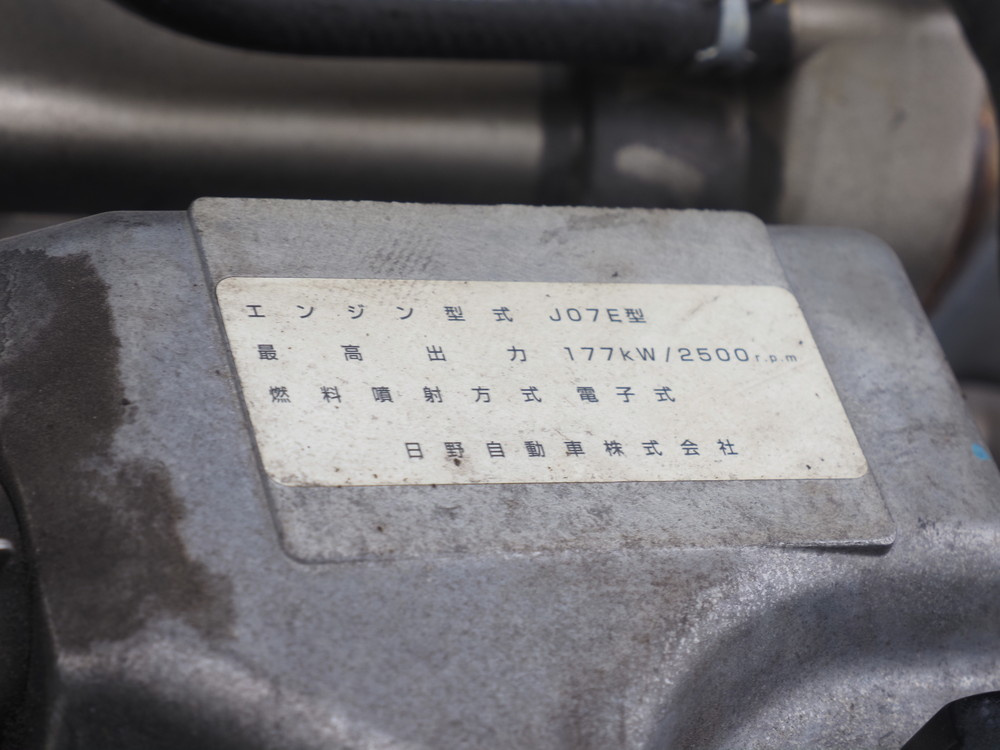 エンジン型式 J07E型
最高出力 177kW/2500r.p.m
燃料噴射方式 電子式
日野自動車株式会社